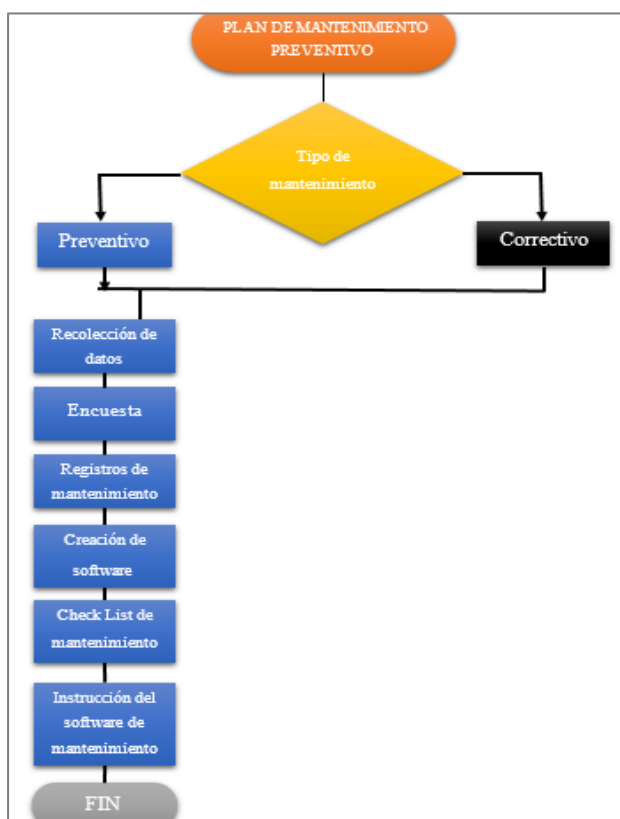 PLAN DE MANTENIMIENTO
PREVENTIVO
Tipo de
mantenimiento
Preventivo
Correctivo
Recolección de
datos
Encuesta
Registros de
mantenimiento
Creación de
software
Check List de
mantenimiento
Instrucción del
software de
mantenimiento
FIN